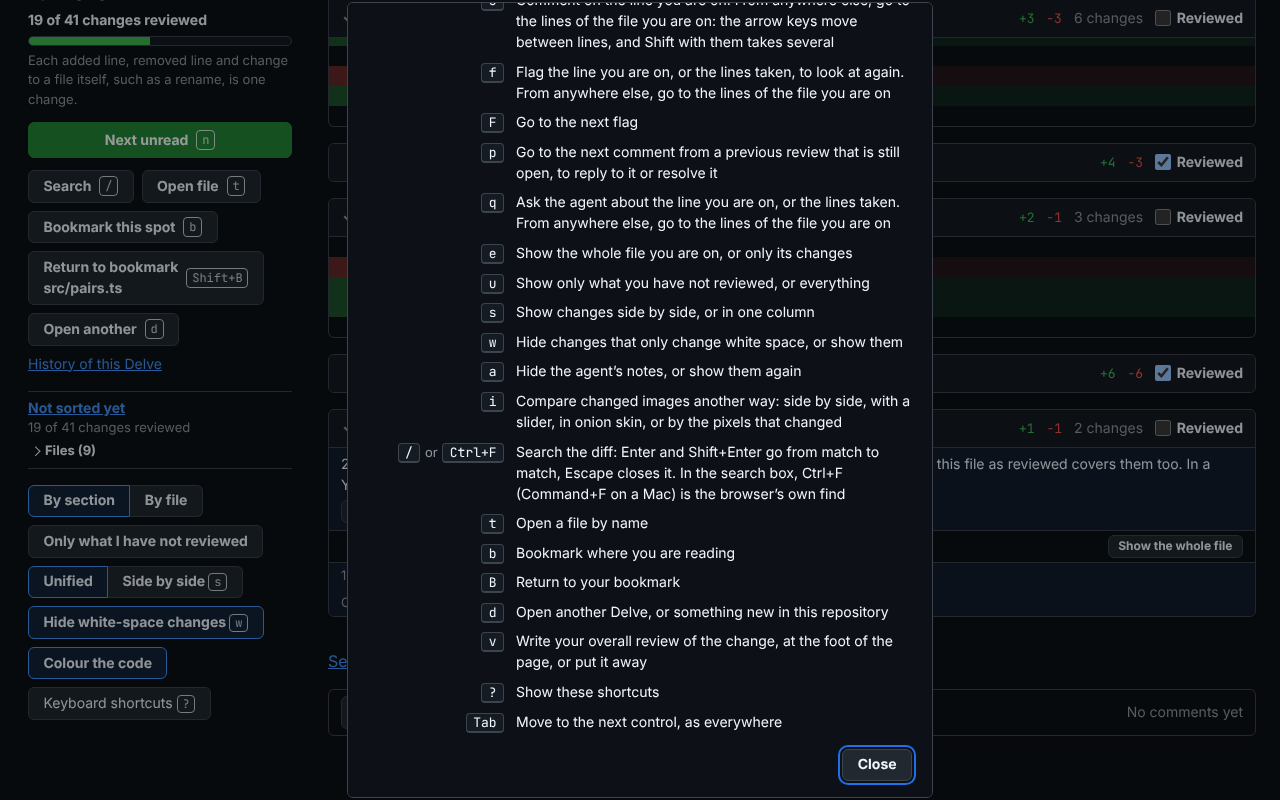 19 of 41 changes reviewed
Each added line, removed line and change
to a file itself, such as a rename, is one
change.
Next unread n
Search / Open file t
Bookmark this spot b
Return to bookmark
src/pairs.ts Shift+B
Open another d
History of this Delve
Not sorted yet
19 of 41 changes reviewed
Files (9)
By section By file
Only what I have not reviewed
Unified Side by side s
Hide white-space changes w
Colour the code
Keyboard shortcuts ?
the lines of the file you are on: the arrow keys move
between lines, and Shift with them takes several
f Flag the line you are on, or the lines taken, to look at again.
From anywhere else, go to the lines of the file you are on
F Go to the next flag
p Go to the next comment from a previous review that is still
open, to reply to it or resolve it
q Ask the agent about the line you are on, or the lines taken.
From anywhere else, go to the lines of the file you are on
e Show the whole file you are on, or only its changes
u Show only what you have not reviewed, or everything
s Show changes side by side, or in one column
w Hide changes that only change white space, or show them
a Hide the agent’s notes, or show them again
i Compare changed images another way: side by side, with a
slider, in onion skin, or by the pixels that changed
/ or Ctrl+F Search the diff: Enter and Shift+Enter go from match to
match, Escape closes it. In the search box, Ctrl+F
(Command+F on a Mac) is the browser’s own find
t Open a file by name
b Bookmark where you are reading
B Return to your bookmark
d Open another Delve, or something new in this repository
v Write your overall review of the change, at the foot of the
page, or put it away
? Show these shortcuts
Tab Move to the next control, as everywhere
Close
+3 -3 6 changes Reviewed
+4 -3 Reviewed
+2 -1 3 changes Reviewed
+6 -6 Reviewed
+1 -1 2 changes Reviewed
this file as reviewed covers them too. In a
Show the whole file
Se
No comments yet